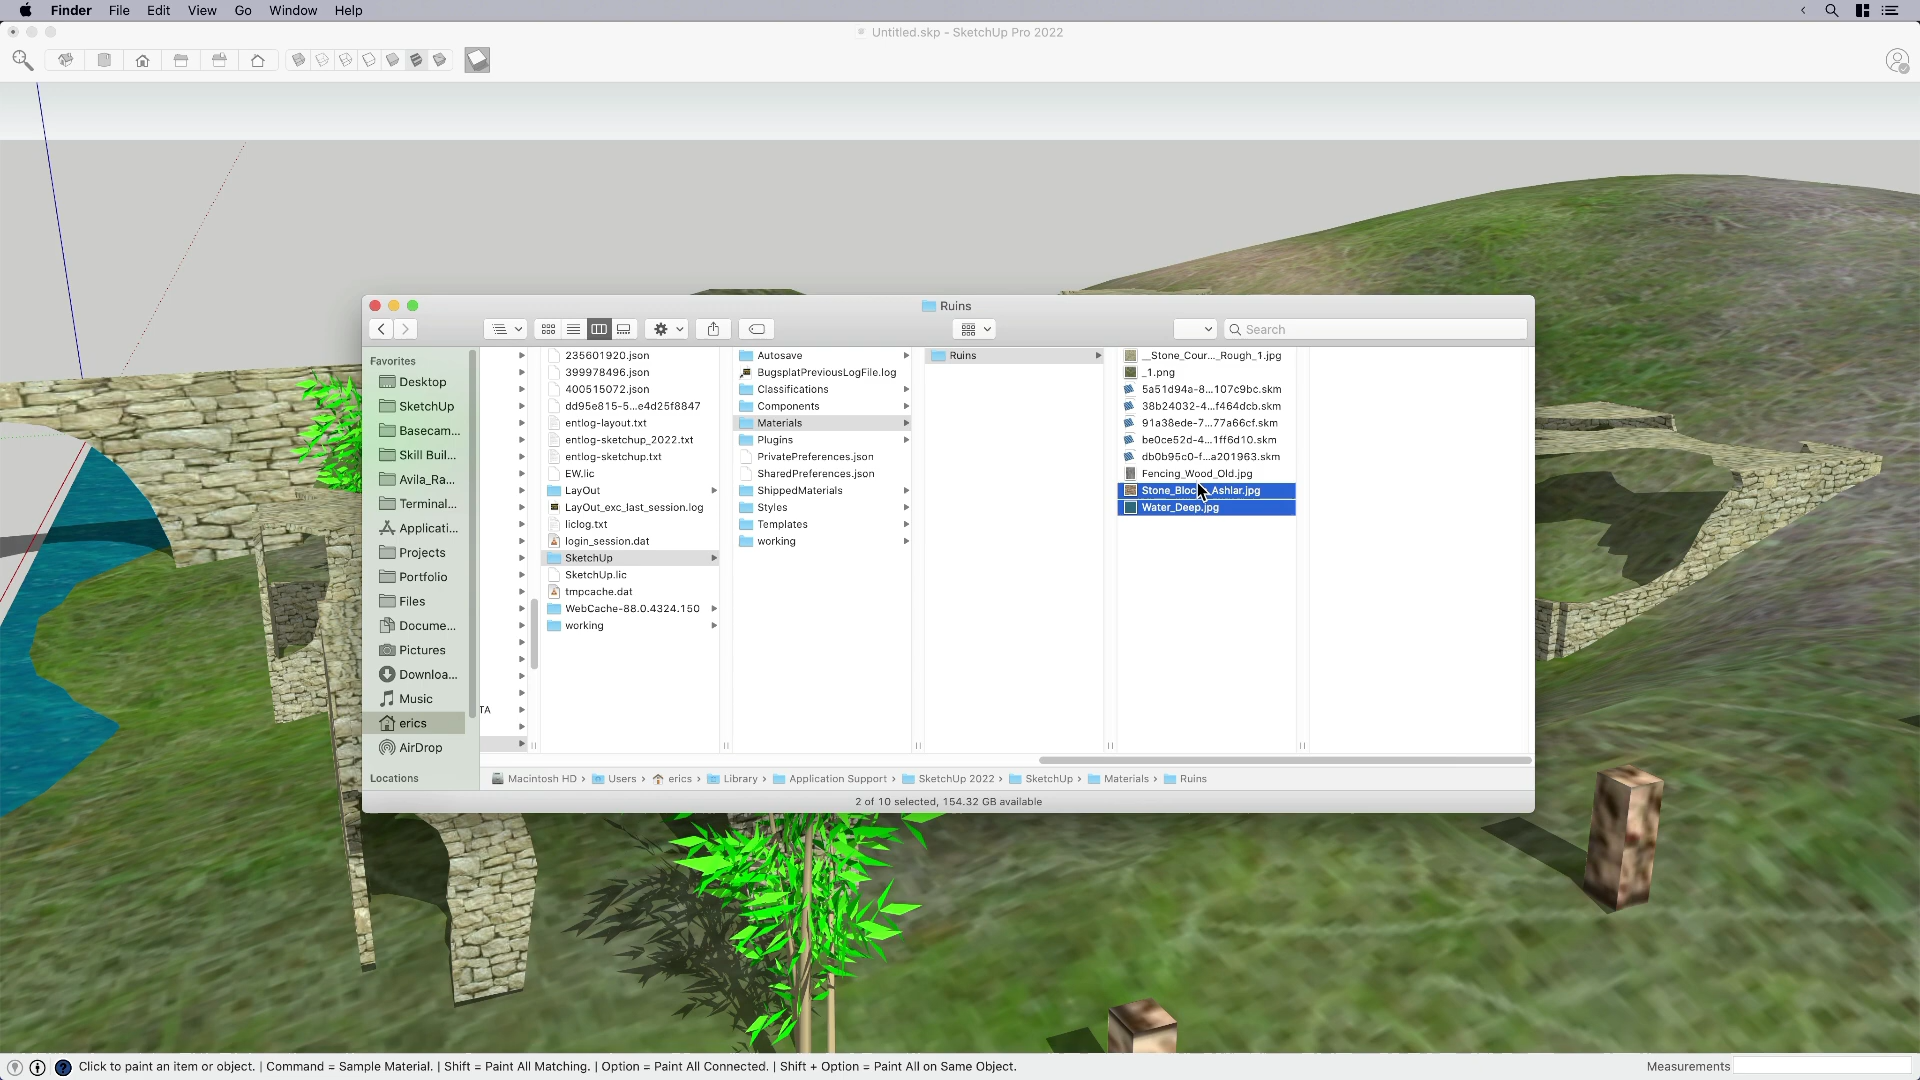 Finder File Edit View Go Window Help
Untitled.skp - SketchUp Pro 2022
Ruins
Search
Favorites
Desktop
SketchUp
Basecam...
Skill Buil...
Avila_Ra...
Terminal...
Applicati...
Projects
Portfolio
Files
Docume...
Pictures
Downloa...
Music
erics
AirDrop
Locations
TA
235601920.json
399978496.json
400515072.json
dd95e815-5...e4d25f8847
entlog-layout.txt
entlog-sketchup_2022.txt
entlog-sketchup.txt
EW.lic
LayOut
LayOut_exc_last_session.log
liclog.txt
login_session.dat
SketchUp
SketchUp.lic
tmpcache.dat
WebCache-88.0.4324.150
working
Autosave
BugsplatPreviousLogFile.log
Classifications
Components
Materials
Plugins
PrivatePreferences.json
SharedPreferences.json
ShippedMaterials
Styles
Templates
working
Ruins
__Stone_Cour..._Rough_1.jpg
_1.png
5a51d94a-8...107c9bc.skm
38b24032-4...f464dcb.skm
91a38ede-7...77a66cf.skm
be0ce52d-4...1ff6d10.skm
db0b95c0-f...a201963.skm
Fencing_Wood_Old.jpg
Ashlar.jpg
Water_Deep.jpg
Macintosh HD › Users › erics › Library › Application Support › SketchUp 2022 › SketchUp › Materials › Ruins
2 of 10 selected, 154.32 GB available
Click to paint an item or object. | Command = Sample Material. | Shift = Paint All Matching. | Option = Paint All Connected. | Shift + Option = Paint All on Same Object.
Measurements